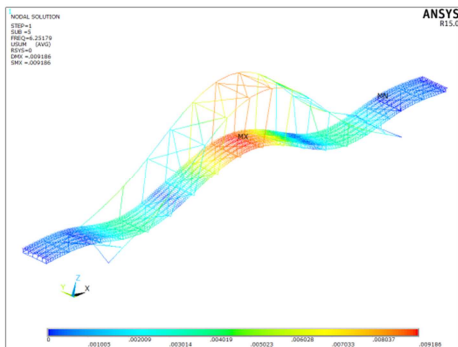 1
NODAL SOLUTION
STEP=1
SUB =5
FREQ=6.25179
USUM (AVG)
RSYS=0
DMX =.009186
SMX =.009186
ANSYS
R15.0
MN
MX
Z
Y
X
0 .002009 .004019 .006028 .008037
.001005 .003014 .005023 .007033 .009186